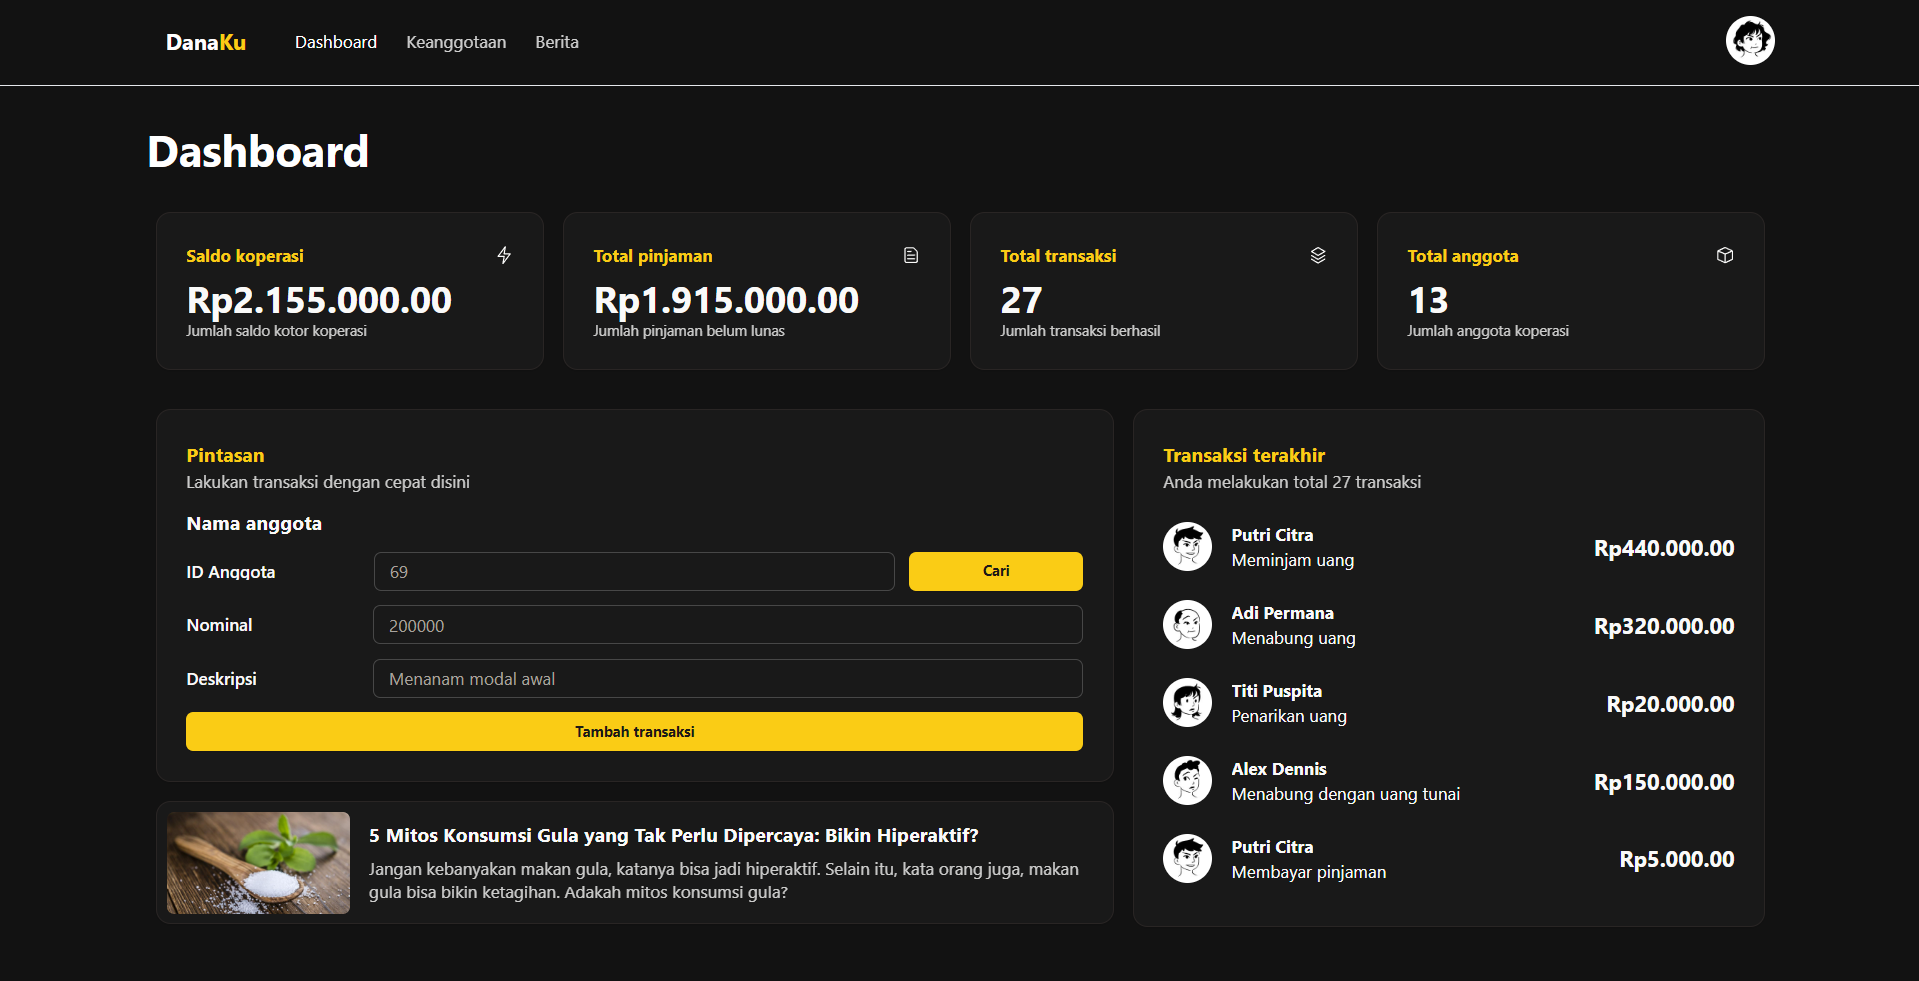 DanaKu
Dashboard
Keanggotaan
Berita
Dashboard
Saldo koperasi
Rp2.155.000.00
Jumlah saldo kotor koperasi
Total pinjaman
Rp1.915.000.00
Jumlah pinjaman belum lunas
Total transaksi
27
Jumlah transaksi berhasil
Total anggota
13
Jumlah anggota koperasi
Pintasan
Lakukan transaksi dengan cepat disini
Nama anggota
ID Anggota
69
Cari
Nominal
200000
Deskripsi
Menanam modal awal
Tambah transaksi
5 Mitos Konsumsi Gula yang Tak Perlu Dipercaya: Bikin Hiperaktif?
Jangan kebanyakan makan gula, katanya bisa jadi hiperaktif. Selain itu, kata orang juga, makan
gula bisa bikin ketagihan. Adakah mitos konsumsi gula?
Transaksi terakhir
Anda melakukan total 27 transaksi
Putri Citra
Meminjam uang
Rp440.000.00
Adi Permana
Menabung uang
Rp320.000.00
Titi Puspita
Penarikan uang
Rp20.000.00
Alex Dennis
Menabung dengan uang tunai
Rp150.000.00
Putri Citra
Membayar pinjaman
Rp5.000.00